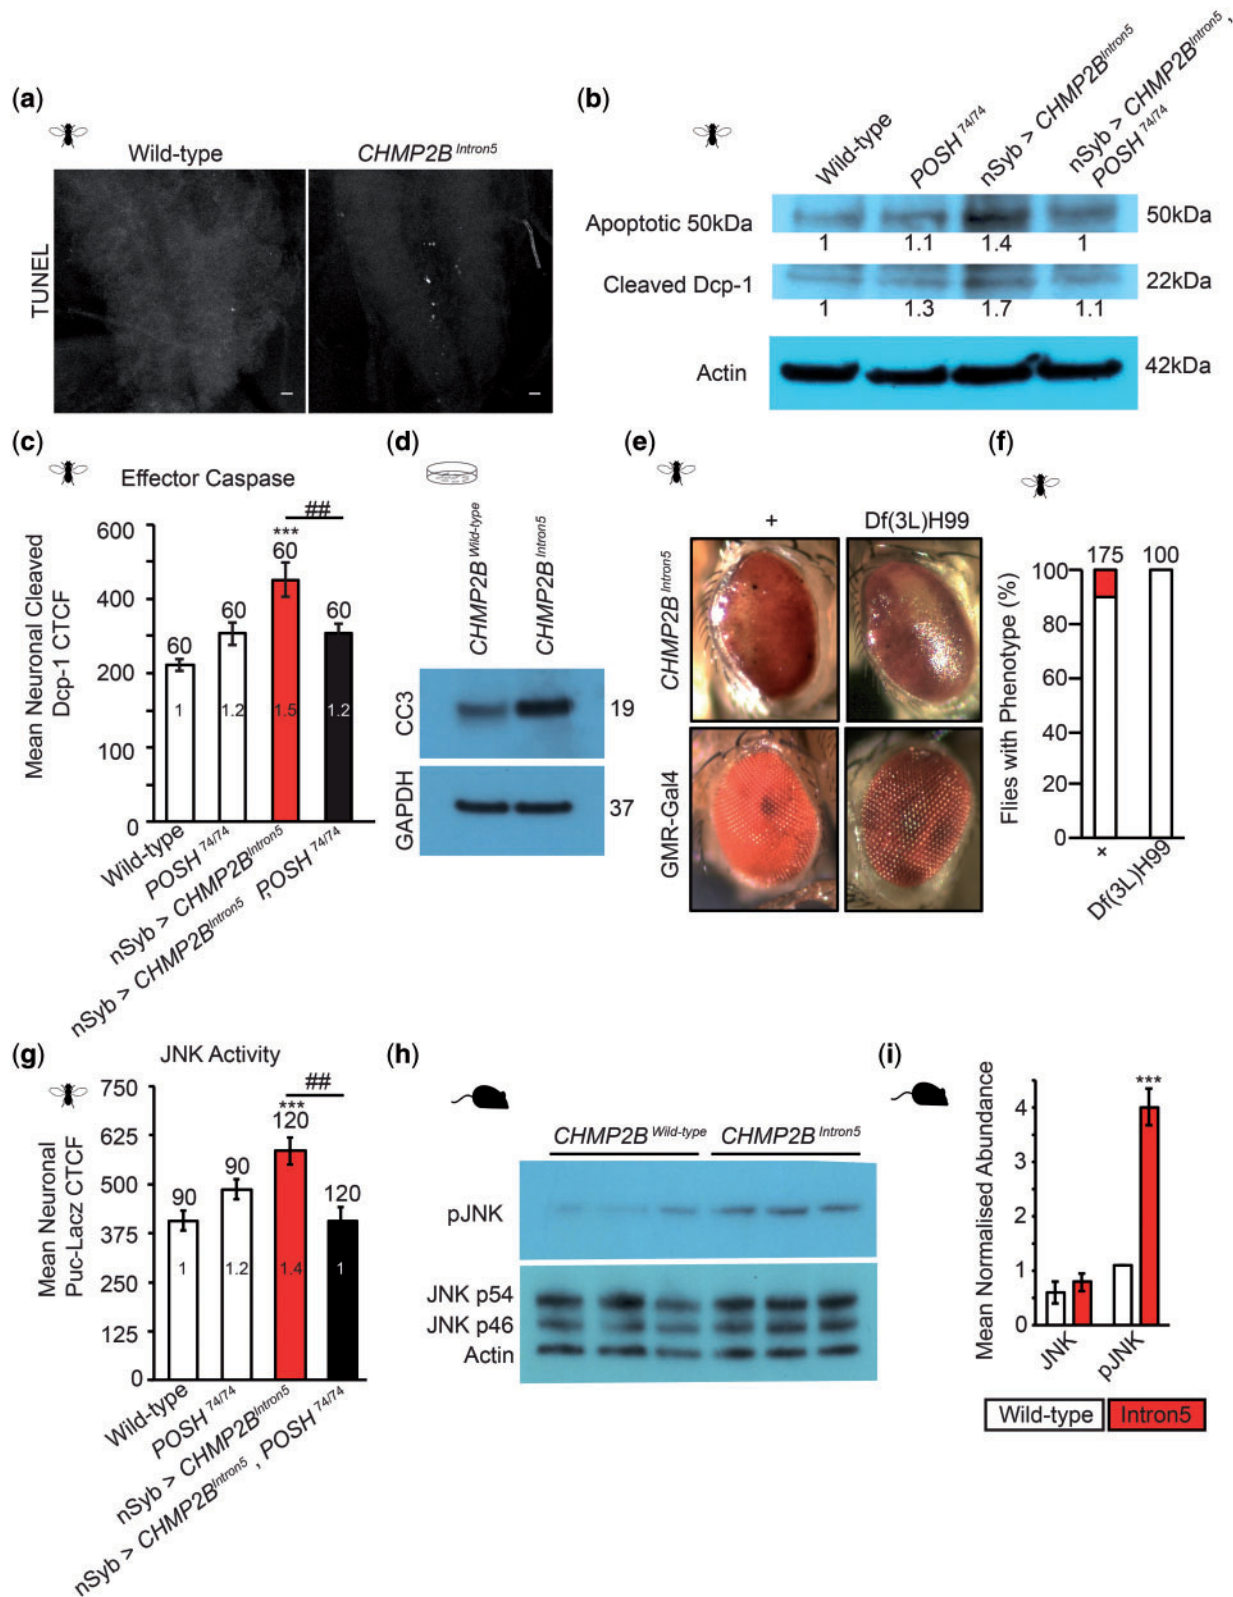 (a)
Wild-type
CHMP2B Intron5
TUNEL
(b)
Wild-type
POSH 74/74
nSyb > CHMP2B Intron5
nSyb > CHMP2B Intron5,
POSH 74/74
Apoptotic 50kDa
50kDa
1 1.1 1.4 1
Cleaved Dcp-1
22kDa
1 1.3 1.7 1.1
Actin
42kDa
(c)
Effector Caspase
##
***
600
400
200
100
0
Mean Neuronal Cleaved
Dcp-1 CTCF
60 60 60 60
1 1.2 1.5 1.2
Wild-type
POSH 74/74
nSyb > CHMP2B Intron5
nSyb > CHMP2B Intron5 , POSH 74/74
(d)
CHMP2B Wild-type
CHMP2B Intron5
CC3
19
GAPDH
37
(e)
+
Df(3L)H99
CHMP2B Intron5
GMR-Gal4
(f)
175 100
Flies with Phenotype (%)
100
80
60
40
20
0
+
Df(3L)H99
(g)
JNK Activity
##
***
750
625
500
375
250
125
0
Mean Neuronal
Puc-Lacz CTCF
90 90 120 120
1 1.2 1.4 1
Wild-type
POSH 74/74
nSyb > CHMP2B Intron5
nSyb > CHMP2B Intron5 , POSH 74/74
(h)
CHMP2B Wild-type
CHMP2B Intron5
pJNK
JNK p54
JNK p46
Actin
(i)
Mean Normalised Abundance
***
4
2
1
0
JNK
pJNK
Wild-type
Intron5